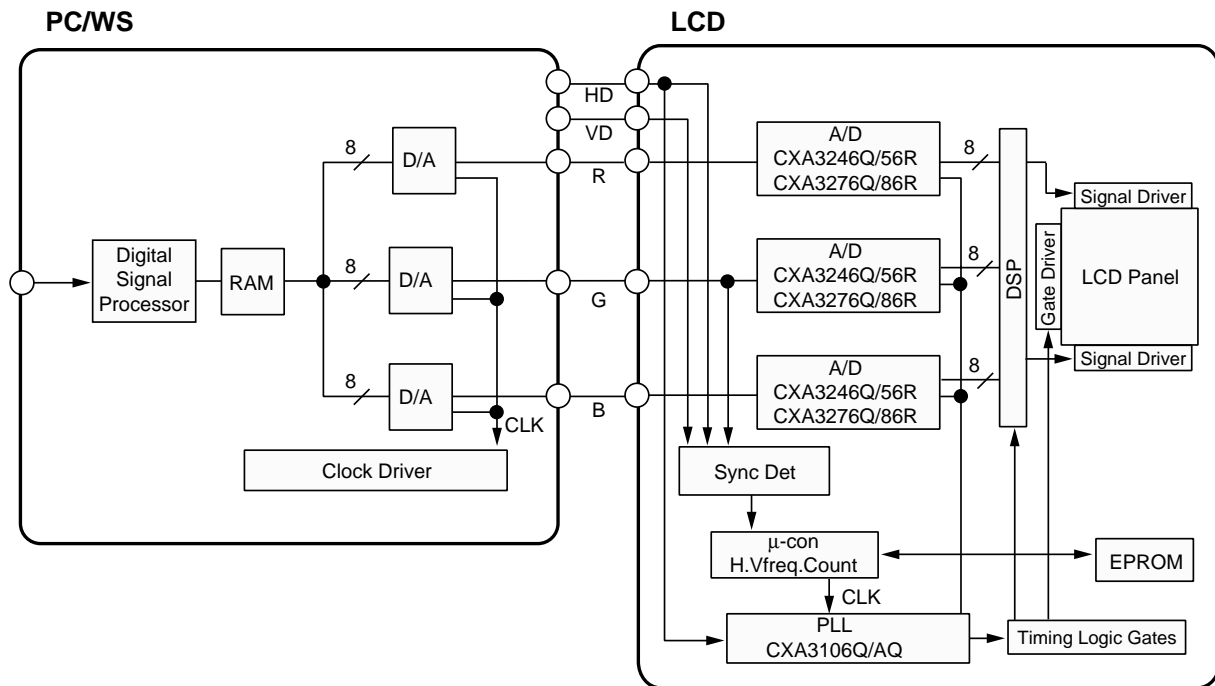 PC/WS
LCD
HD
VD
R
G
B
8
D/A
8
D/A
8
D/A
Digital
Signal
Processor
RAM
CLK
Clock Driver
A/D
CXA3246Q/56R
CXA3276Q/86R
8
A/D
CXA3246Q/56R
CXA3276Q/86R
8
A/D
CXA3246Q/56R
CXA3276Q/86R
8
DSP
Signal Driver
Gate Driver
LCD Panel
Signal Driver
Sync Det
μ-con
H.Vfreq.Count
EPROM
CLK
PLL
CXA3106Q/AQ
Timing Logic Gates